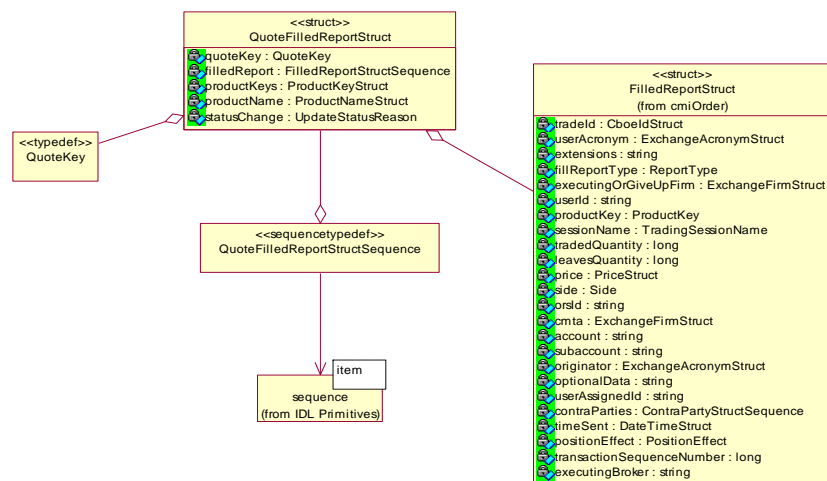 <<struct>>
QuoteFilledReportStruct
quoteKey : QuoteKey
filledReport : FilledReportStructSequence
productKeys : ProductKeyStruct
productName : ProductNameStruct
statusChange : UpdateStatusReason
<<typedef>>
QuoteKey
<<sequencetypedef>>
QuoteFilledReportStructSequence
item
sequence
(from IDL Primitives)
<<struct>>
FilledReportStruct
(from cmiOrder)
tradeId : CboeIdStruct
userAcronym : ExchangeAcronymStruct
extensions : string
fillReportType : ReportType
executingOrGiveUpFirm : ExchangeFirmStruct
userId : string
productKey : ProductKey
sessionName : TradingSessionName
tradedQuantity : long
leavesQuantity : long
price : PriceStruct
side : Side
orsId : string
cmta : ExchangeFirmStruct
account : string
subaccount : string
originator : ExchangeAcronymStruct
optionalData : string
userAssignedId : string
contraParties : ContraPartyStructSequence
timeSent : DateTimeStruct
positionEffect : PositionEffect
transactionSequenceNumber : long
executingBroker : string